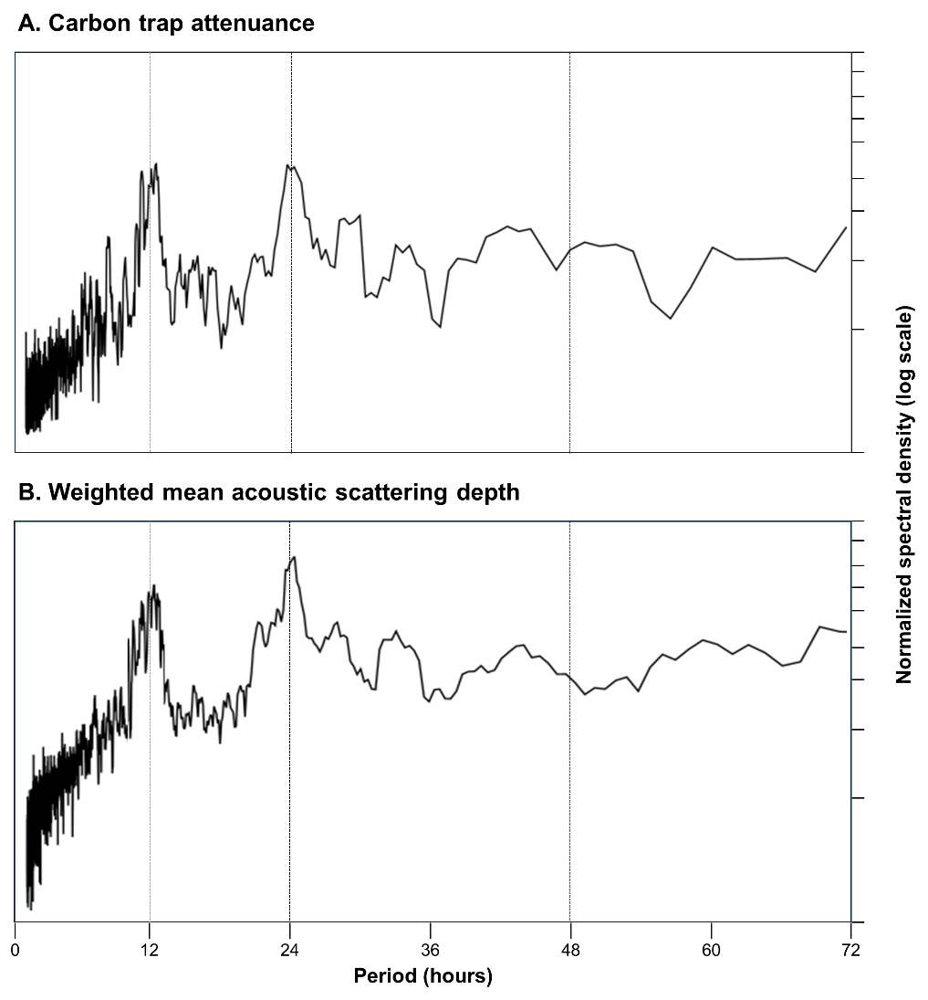 A. Carbon trap attenuance
B. Weighted mean acoustic scattering depth
Normalized spectral density (log scale)
0 12 24 36 48 60 72
Period (hours)